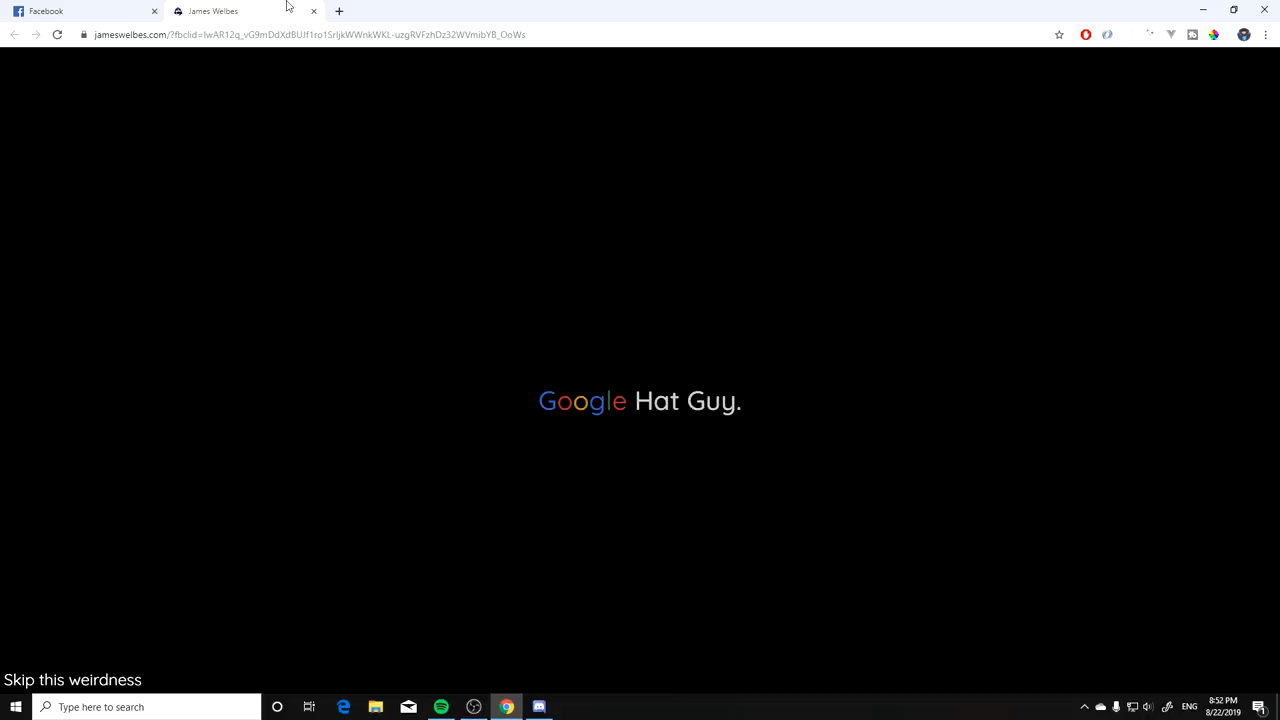 Facebook
James Welbes
jameswelbes.com/?fbclid=IwAR12q_vG9mDdXdBUJf1ro1SrljkWWnkWKL-uzgRVFzhDz32WVmibYB_OoWs
Google Hat Guy.
Skip this weirdness
Type here to search
ENG
8:52 PM
8/22/2019